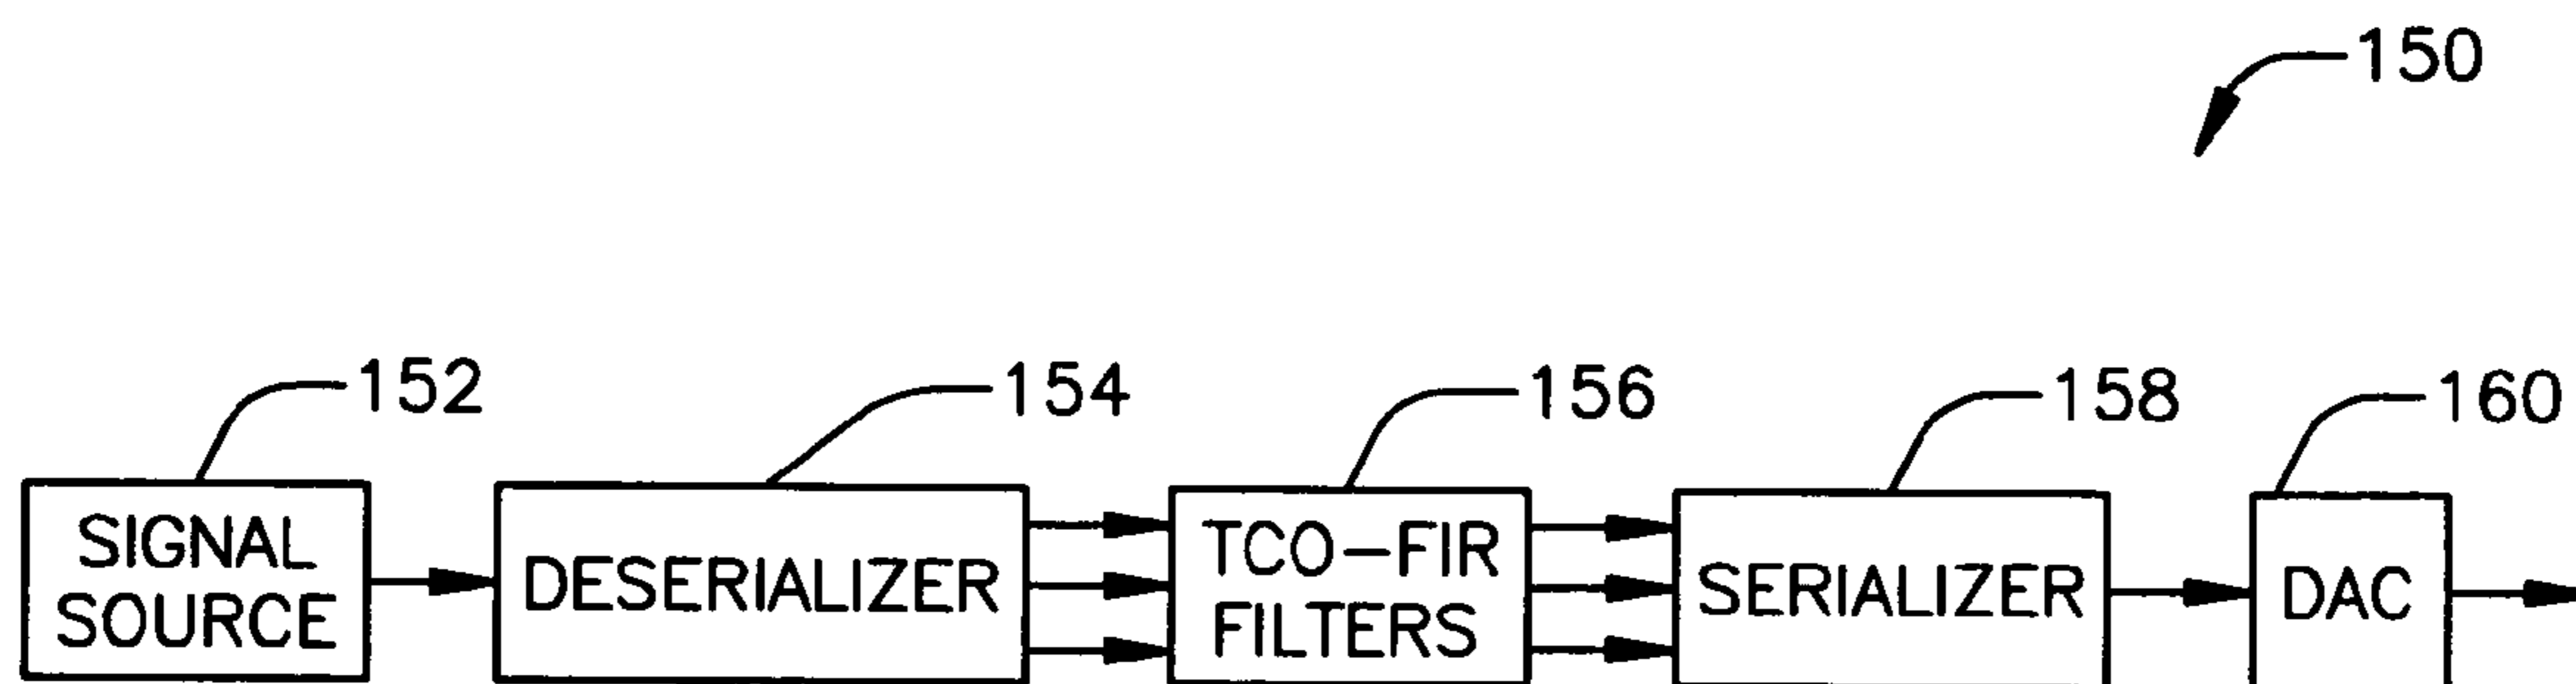 150
152
154
156
158
160
SIGNAL
SOURCE
DESERIALIZER
TCO-FIR
FILTERS
SERIALIZER
DAC